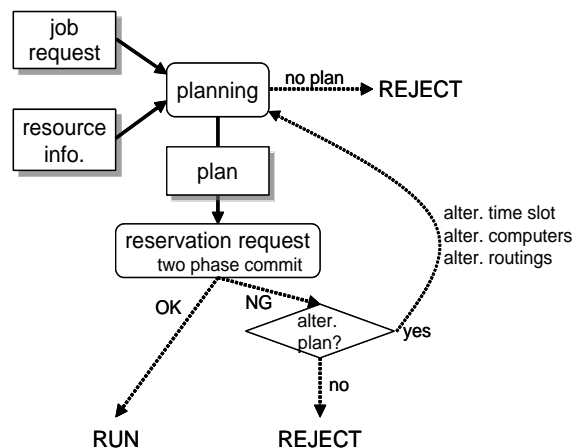 job
request
planning
no plan
REJECT
resource
info.
plan
alter. time slot
alter. computers
alter. routings
reservation request
two phase commit
OK
NG
alter.
plan?
yes
no
RUN
REJECT